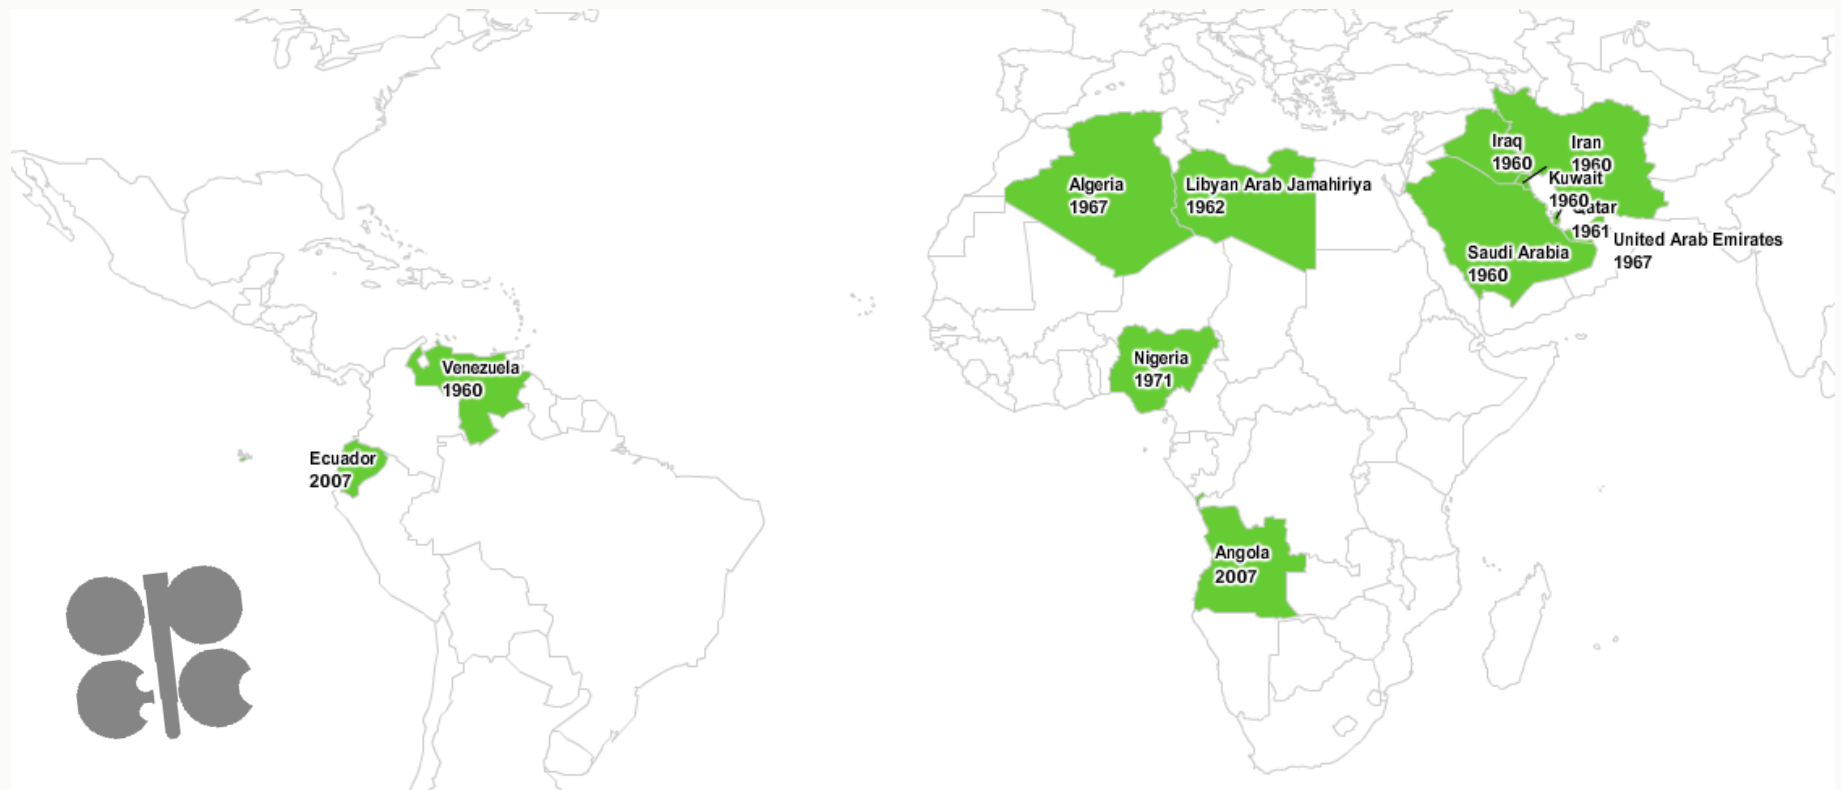 Iraq
1960
Iran
1960
Kuwait
1960
Qatar
1961
United Arab Emirates
1967
Saudi Arabia
1960
Algeria
1967
Libyan Arab Jamahiriya
1962
Nigeria
1971
Venezuela
1960
Ecuador
2007
Angola
2007